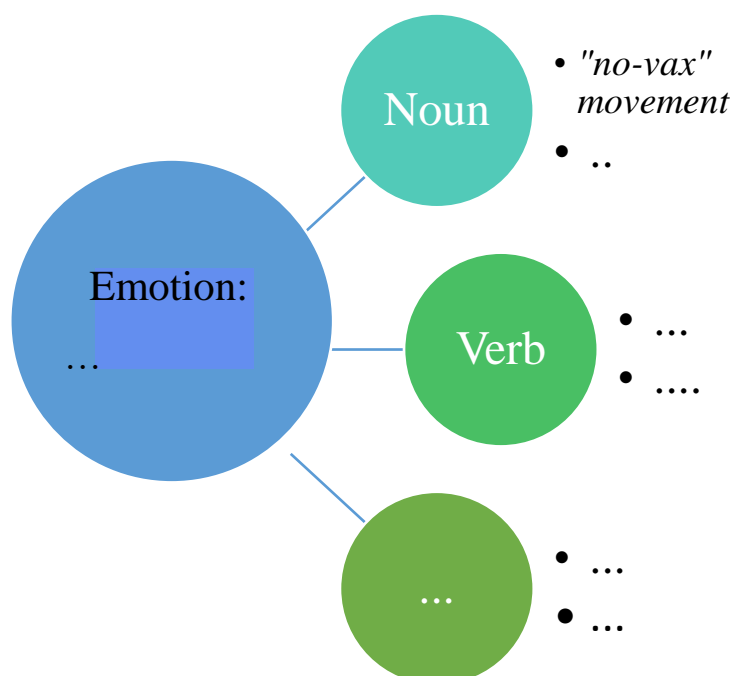 Noun
• "no-vax"
movement
• ..
Emotion:
...
Verb
• ...
• ....
...
• ...
• ...